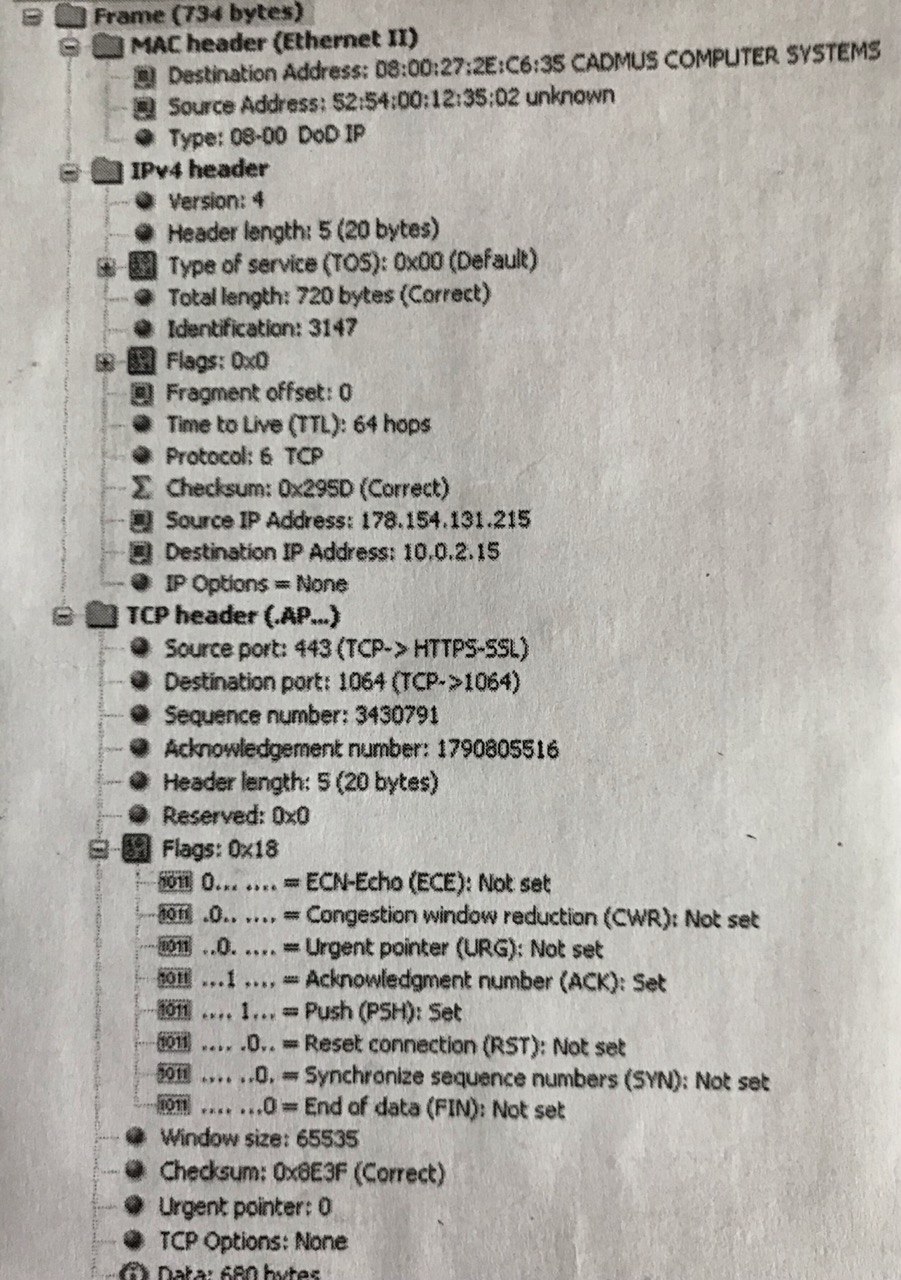 Frame (734 bytes)
MAC header (Ethernet II)
Destination Address: 08:00:27:2E:C6:35 CADMUS COMPUTER SYSTEMS
Source Address: 52:54:00:12:35:02 unknown
Type: 08-00 DoD IP
IPv4 header
Version: 4
Header length: 5 (20 bytes)
Type of service (TOS): 0x00 (Default)
Total length: 720 bytes (Correct)
Identification: 3147
Flags: 0x0
Fragment offset: 0
Time to Live (TTL): 64 hops
Protocol: 6 TCP
Σ Checksum: 0x295D (Correct)
Source IP Address: 178.154.131.215
Destination IP Address: 10.0.2.15
IP Options = None
TCP header (.AP...)
Source port: 443 (TCP-> HTTPS-SSL)
Destination port: 1064 (TCP->1064)
Sequence number: 3430791
Acknowledgement number: 1790805516
Header length: 5 (20 bytes)
Reserved: 0x0
Flags: 0x18
1011 0... .... = ECN-Echo (ECE): Not set
1011 .0.. .... = Congestion window reduction (CWR): Not set
1011 ..0. .... = Urgent pointer (URG): Not set
1011 ...1 .... = Acknowledgment number (ACK): Set
1011 .... 1... = Push (PSH): Set
1011 .... .0.. = Reset connection (RST): Not set
1011 .... ..0. = Synchronize sequence numbers (SYN): Not set
1011 .... ...0 = End of data (FIN): Not set
Window size: 65535
Checksum: 0x8E3F (Correct)
Urgent pointer: 0
TCP Options: None
Data: 680 bytes